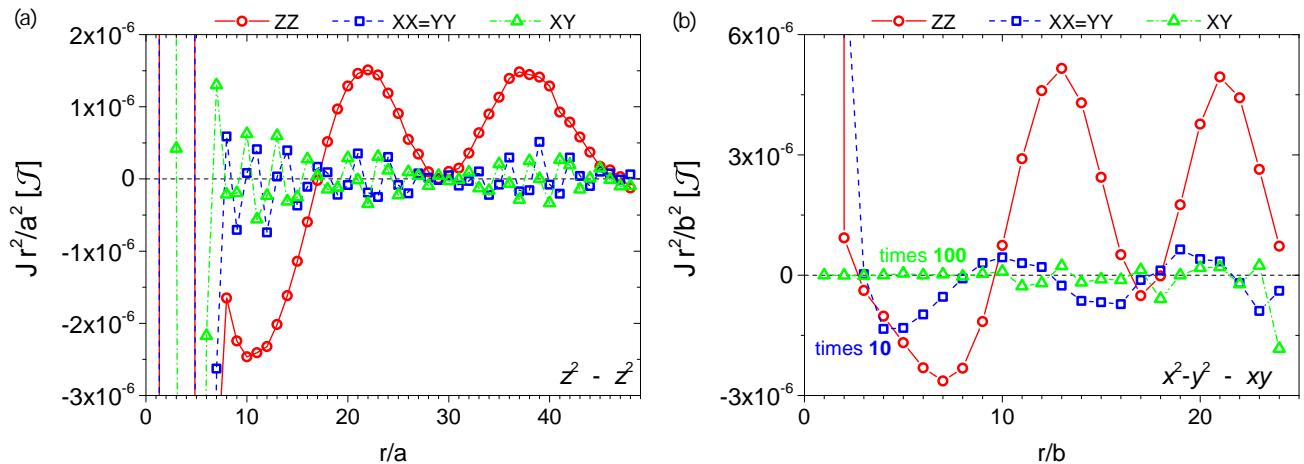 (a)
ZZ XX=YY XY
J r²/a² [𝒥]
2x10⁻⁶
1x10⁻⁶
0
-1x10⁻⁶
-2x10⁻⁶
-3x10⁻⁶
0 10 20 30 40
r/a
z² - z²
(b)
ZZ XX=YY XY
J r²/b² [𝒥]
6x10⁻⁶
3x10⁻⁶
0
-3x10⁻⁶
times 100
times 10
0 10 20
r/b
x²-y² - xy